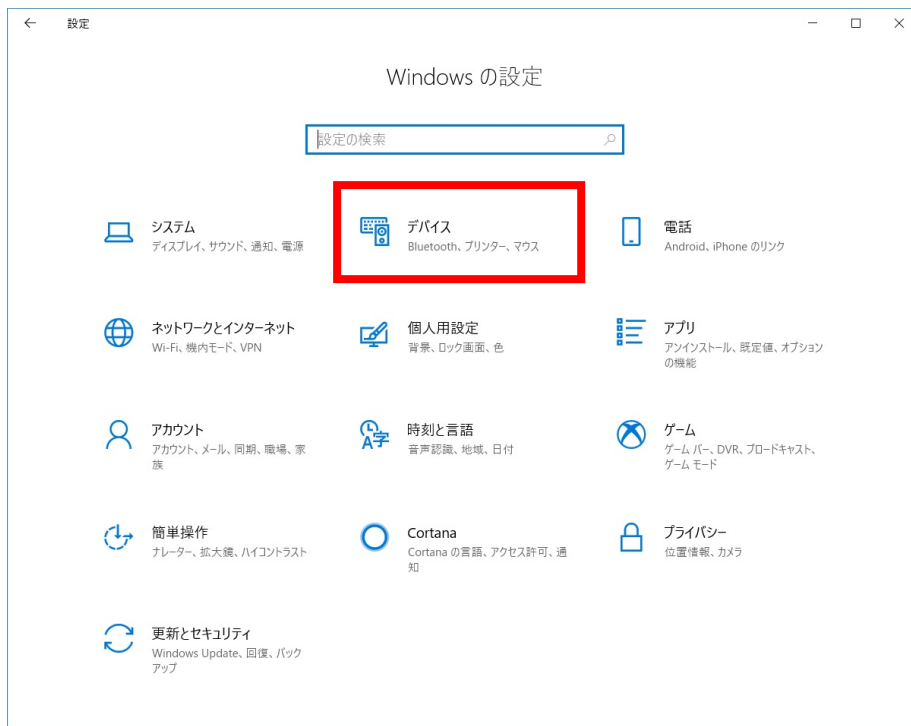 設定
Windows の設定
設定の検索
システム
ディスプレイ、サウンド、通知、電源
デバイス
Bluetooth、プリンター、マウス
電話
Android、iPhone のリンク
ネットワークとインターネット
Wi-Fi、機内モード、VPN
個人用設定
背景、ロック画面、色
アプリ
アンインストール、既定値、オプション
の機能
アカウント
アカウント、メール、同期、職場、家
族
時刻と言語
音声認識、地域、日付
ゲーム
ゲーム バー、DVR、ブロードキャスト、
ゲーム モード
簡単操作
ナレーター、拡大鏡、ハイコントラスト
Cortana
Cortana の言語、アクセス許可、通
知
プライバシー
位置情報、カメラ
更新とセキュリティ
Windows Update、回復、バック
アップ